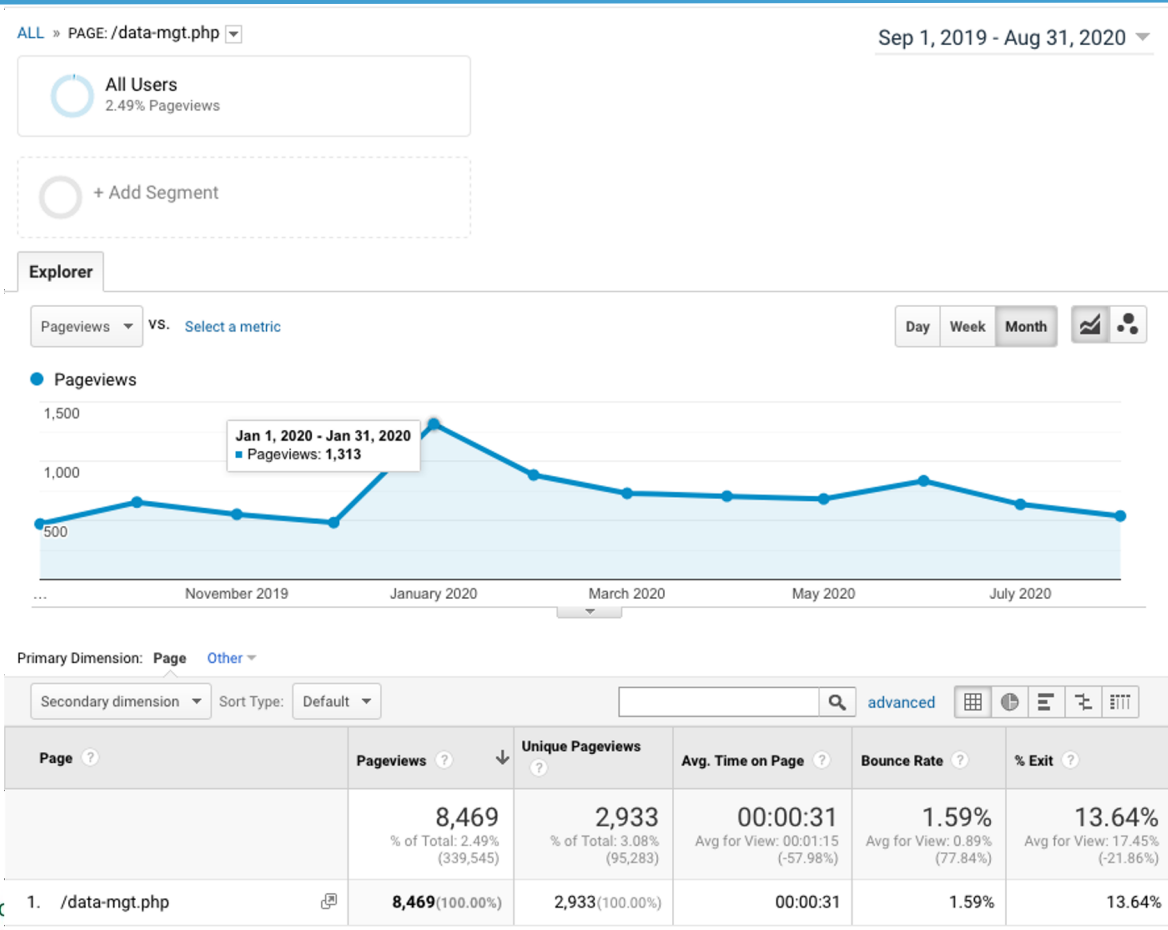 ALL » PAGE: /data-mgt.php
Sep 1, 2019 - Aug 31, 2020
All Users
2.49% Pageviews
+ Add Segment
Explorer
Pageviews VS. Select a metric
Day Week Month
Pageviews
1,500
Jan 1, 2020 - Jan 31, 2020
Pageviews: 1,313
1,000
500
... November 2019 January 2020 March 2020 May 2020 July 2020
Primary Dimension: Page Other
Secondary dimension Sort Type: Default advanced
Page ? Pageviews ? Unique Pageviews ? Avg. Time on Page ? Bounce Rate ? % Exit ?
8,469 2,933 00:00:31 1.59% 13.64%
% of Total: 2.49% % of Total: 3.08% Avg for View: 00:01:15 Avg for View: 0.89% Avg for View: 17.45%
(339,545) (95,283) (-57.98%) (77.84%) (-21.86%)
1. /data-mgt.php 8,469(100.00%) 2,933(100.00%) 00:00:31 1.59% 13.64%